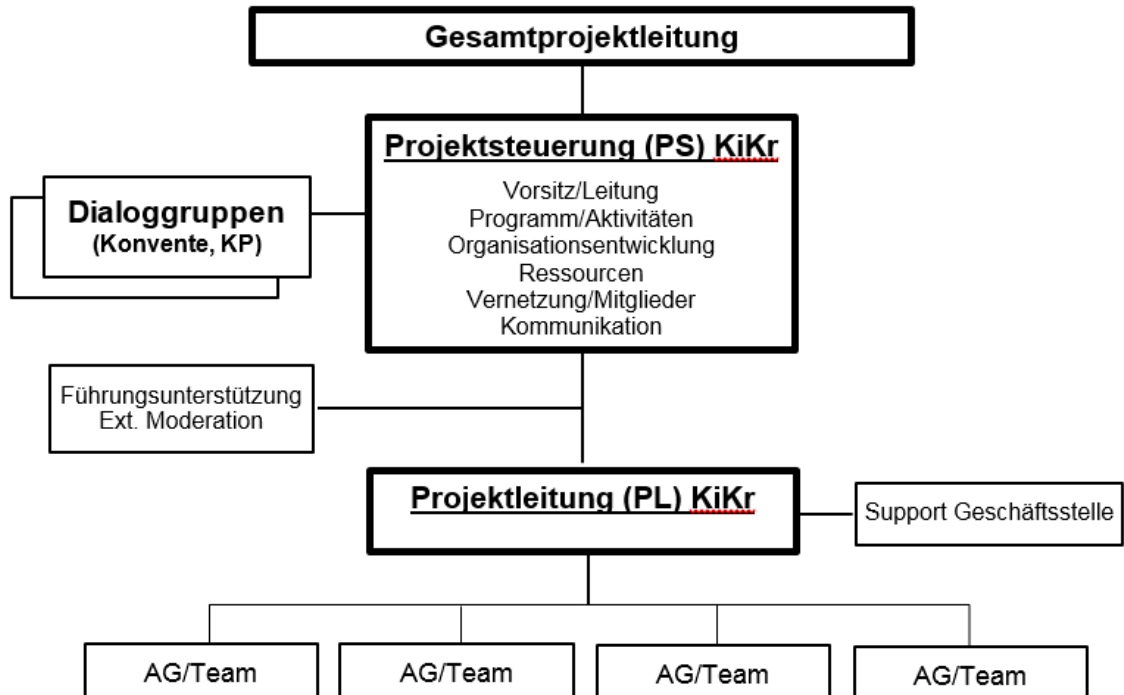 Gesamtprojektleitung
Projektsteuerung (PS) KiKr
Vorsitz/Leitung
Programm/Aktivitäten
Organisationsentwicklung
Ressourcen
Vernetzung/Mitglieder
Kommunikation
Dialoggruppen
(Konvente, KP)
Führungsunterstützung
Ext. Moderation
Projektleitung (PL) KiKr
Support Geschäftsstelle
AG/Team
AG/Team
AG/Team
AG/Team